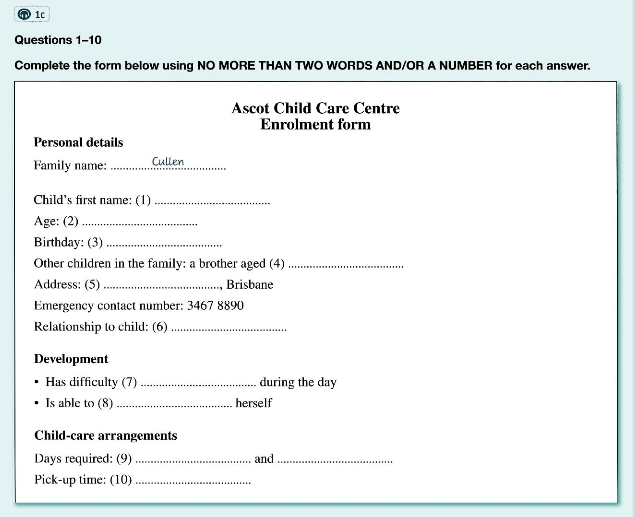 1c
Questions 1–10
Complete the form below using NO MORE THAN TWO WORDS AND/OR A NUMBER for each answer.
Ascot Child Care Centre
Enrolment form
Personal details
Family name: ........... Cullen ...........
Child's first name: (1) ......................................
Age: (2) ......................................
Birthday: (3) ......................................
Other children in the family: a brother aged (4) ......................................
Address: (5) ......................................, Brisbane
Emergency contact number: 3467 8890
Relationship to child: (6) ......................................
Development
• Has difficulty (7) ...................................... during the day
• Is able to (8) ...................................... herself
Child-care arrangements
Days required: (9) ...................................... and ......................................
Pick-up time: (10) ......................................